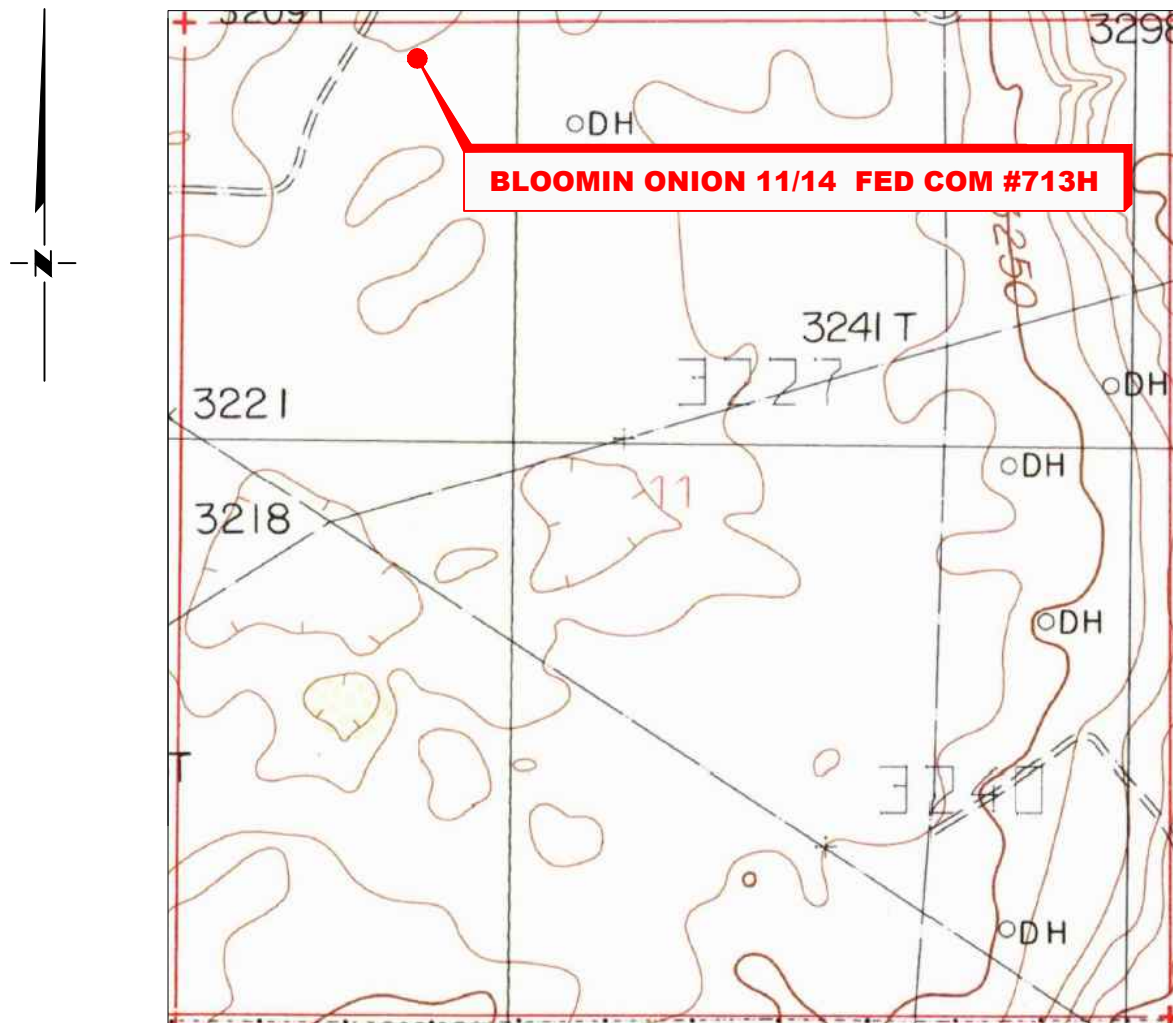 3209T
3298
DH
BLOOMIN ONION 11/14 FED COM #713H
N
3250
3241 T
3227
DH
3221
DH
11
3218
DH
T
3240
DH